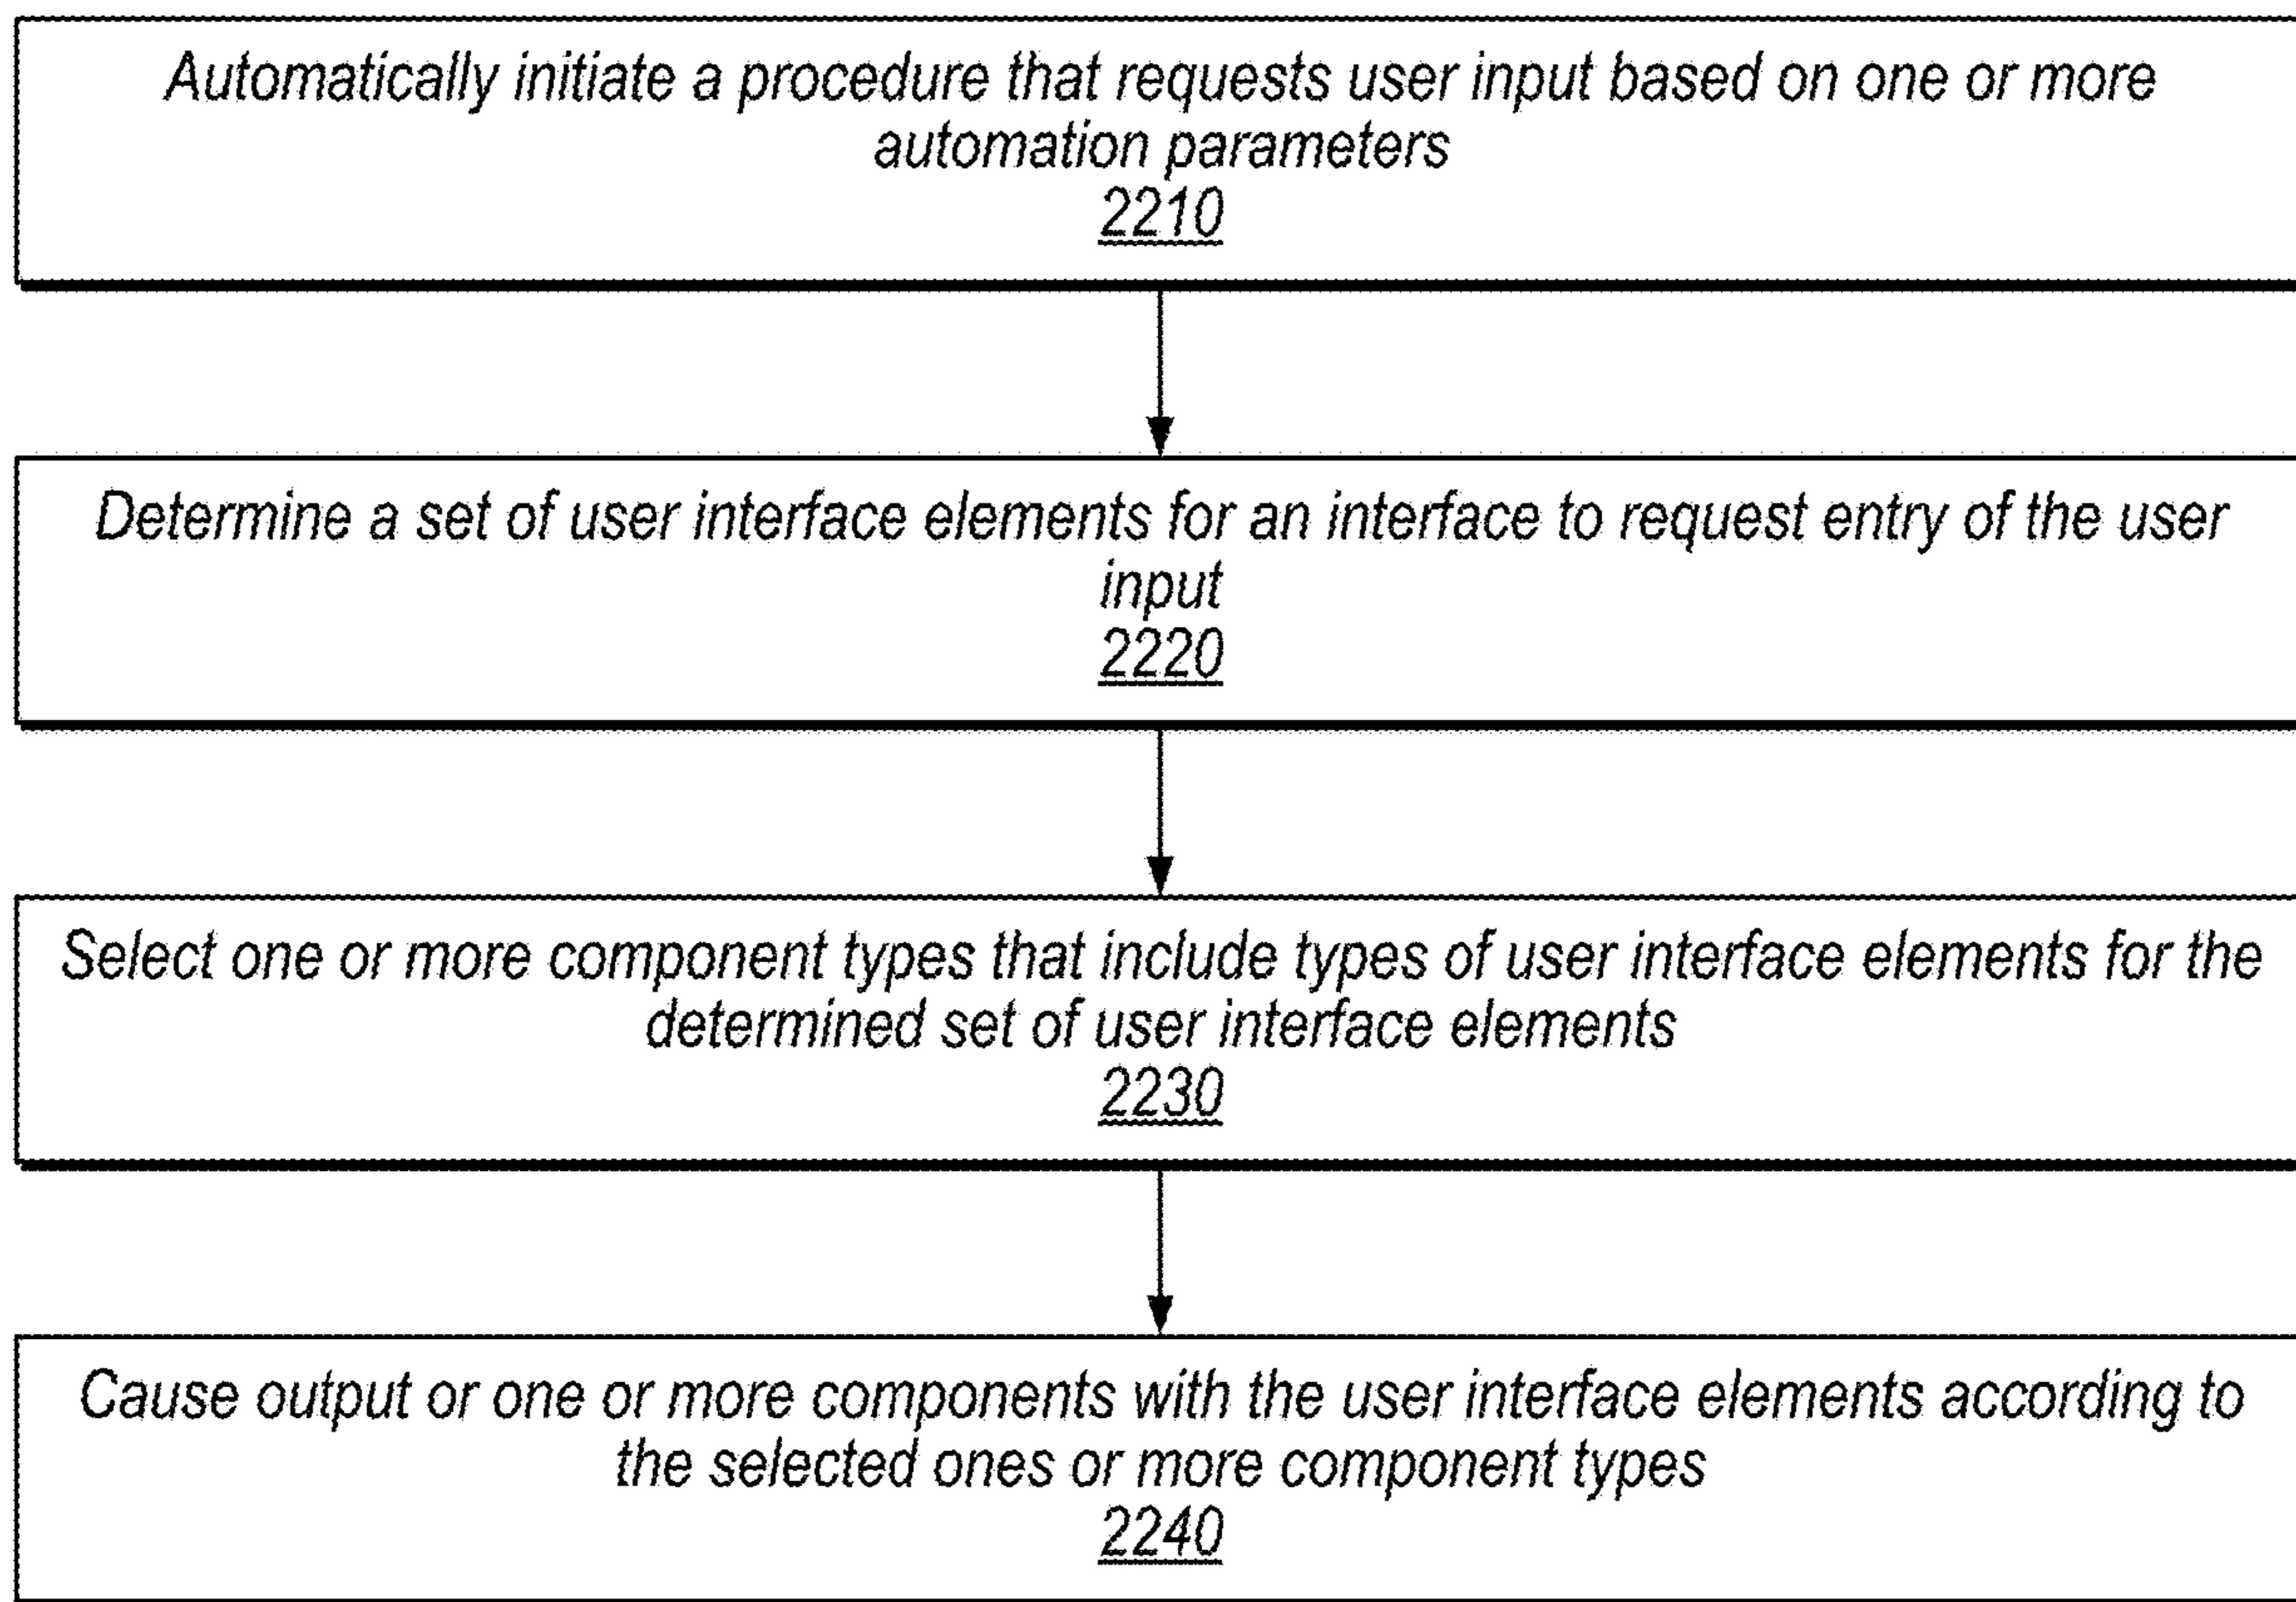 Automatically initiate a procedure that requests user input based on one or more
automation parameters
2210
Determine a set of user interface elements for an interface to request entry of the user
input
2220
Select one or more component types that include types of user interface elements for the
determined set of user interface elements
2230
Cause output or one or more components with the user interface elements according to
the selected ones or more component types
2240